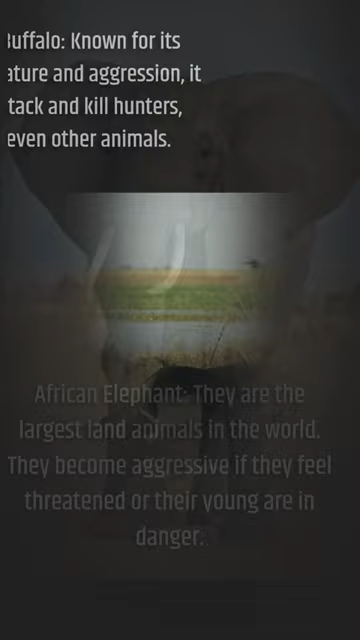 Buffalo: Known for its
ature and aggression, it
tack and kill hunters,
even other animals.
African Elephant: They are the
largest land animals in the world.
They become aggressive if they feel
threatened or their young are in
danger.